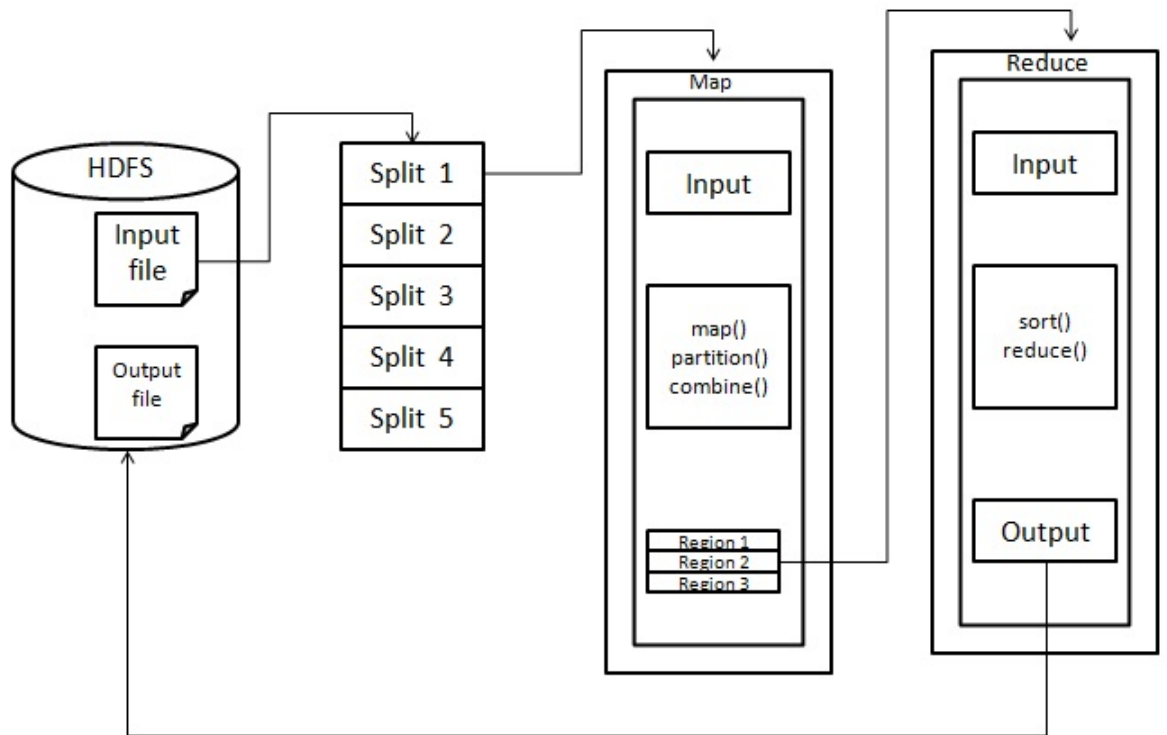 HDFS
Input
file
Output
file
Split 1
Split 2
Split 3
Split 4
Split 5
Map
Input
map()
partition()
combine()
Region 1
Region 2
Region 3
Reduce
Input
sort()
reduce()
Output